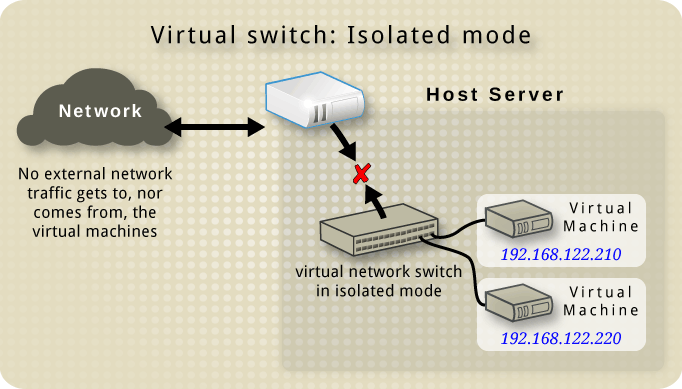 Virtual switch: Isolated mode
Host Server
Network
No external network
traffic gets to, nor
comes from, the
virtual machines
virtual network switch
in isolated mode
Virtual
Machine
192.168.122.210
Virtual
Machine
192.168.122.220